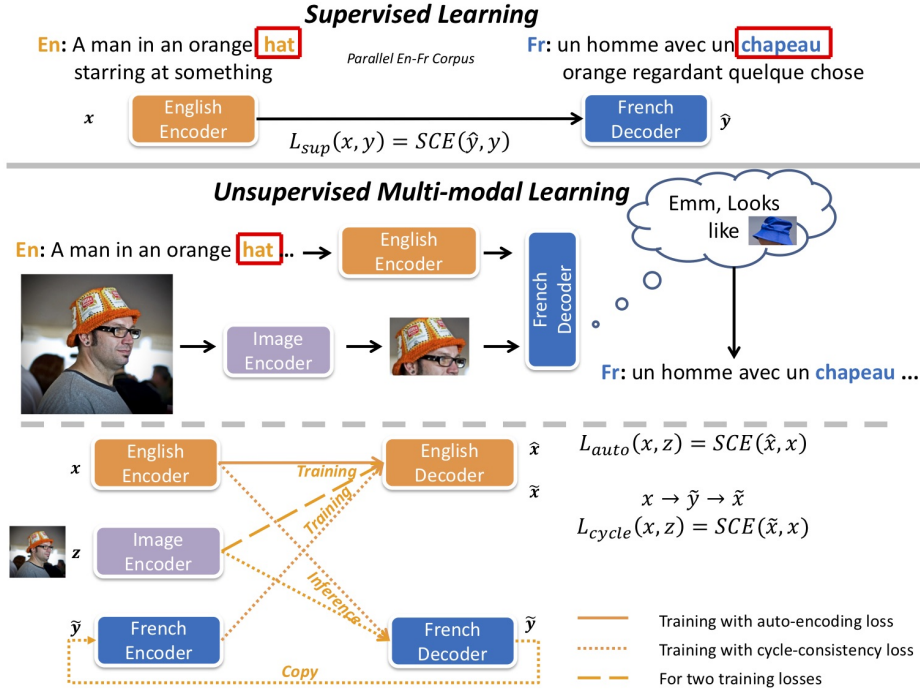 Supervised Learning
En: A man in an orange hat
starring at something
Parallel En-Fr Corpus
Fr: un homme avec un chapeau
orange regardant quelque chose
x
English
Encoder
French
Decoder
ŷ
L_sup(x, y) = SCE(ŷ, y)
Unsupervised Multi-modal Learning
Emm, Looks
like
En: A man in an orange hat ...
English
Encoder
French
Decoder
Image
Encoder
Fr: un homme avec un chapeau ...
x
English
Encoder
Training
Training
English
Decoder
x̂
x̃
L_auto(x, z) = SCE(x̂, x)
x → ỹ → x̃
L_cycle(x, z) = SCE(x̃, x)
z
Image
Encoder
Inference
ỹ
French
Encoder
French
Decoder
ỹ
Copy
Training with auto-encoding loss
Training with cycle-consistency loss
For two training losses